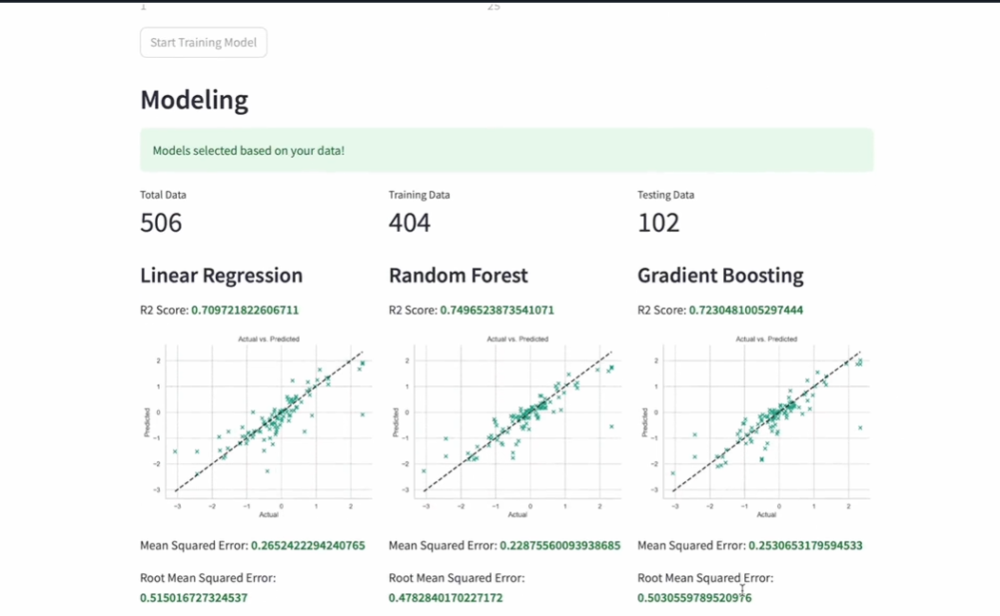 1 25
Start Training Model
Modeling
Models selected based on your data!
Total Data Training Data Testing Data
506 404 102
Linear Regression Random Forest Gradient Boosting
R2 Score: 0.709721822606711 R2 Score: 0.7496523873541071 R2 Score: 0.7230481005297444
Actual vs. Predicted Actual vs. Predicted Actual vs. Predicted
2 2 2
1 1 1
0 0 0
Predicted Predicted Predicted
−1 −1 −1
−2 −2 −2
−3 −3 −3
−3 −2 −1 0 1 2 −3 −2 −1 0 1 2 −3 −2 −1 0 1 2
Actual Actual Actual
Mean Squared Error: 0.2652422294240765 Mean Squared Error: 0.22875560093938685 Mean Squared Error: 0.2530653179594533
Root Mean Squared Error: Root Mean Squared Error: Root Mean Squared Error:
0.515016727324537 0.4782840170227172 0.5030559789520976